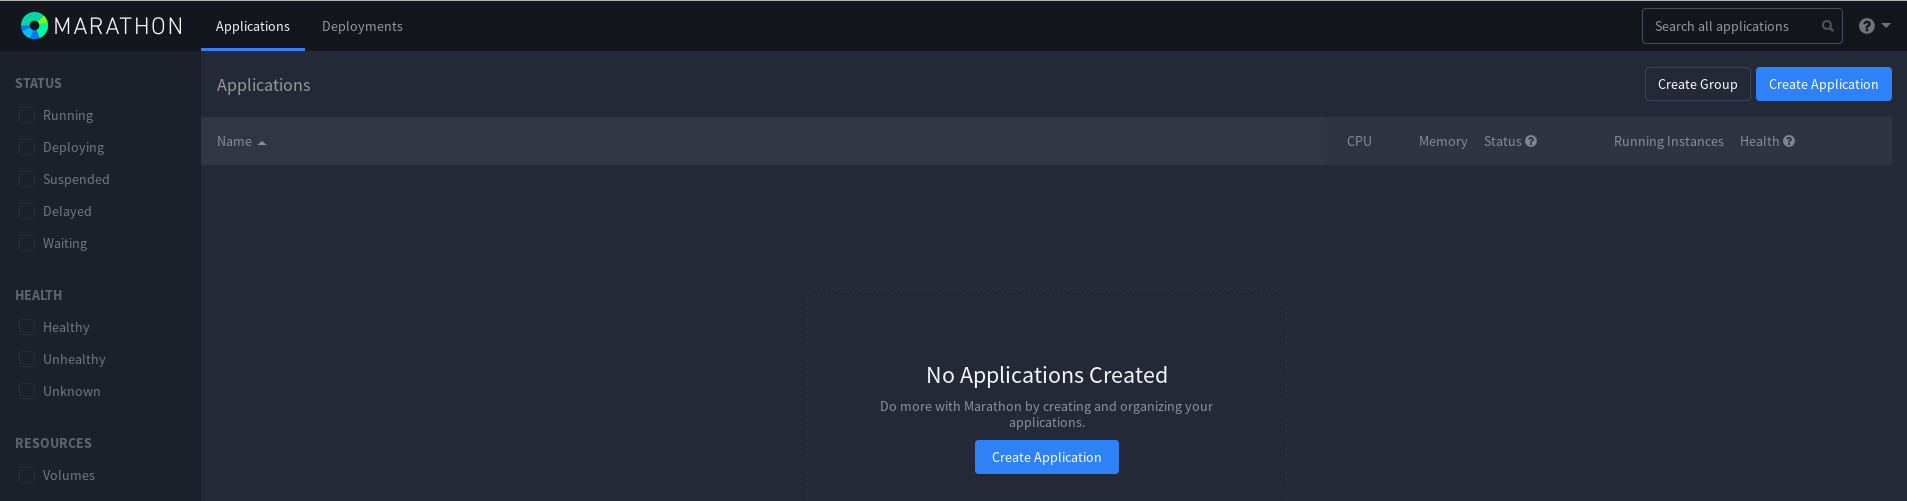 MARATHON
Applications
Deployments
Search all applications
STATUS
Running
Deploying
Suspended
Delayed
Waiting
HEALTH
Healthy
Unhealthy
Unknown
RESOURCES
Volumes
Applications
Create Group
Create Application
Name
CPU
Memory
Status
Running Instances
Health
No Applications Created
Do more with Marathon by creating and organizing your
applications.
Create Application